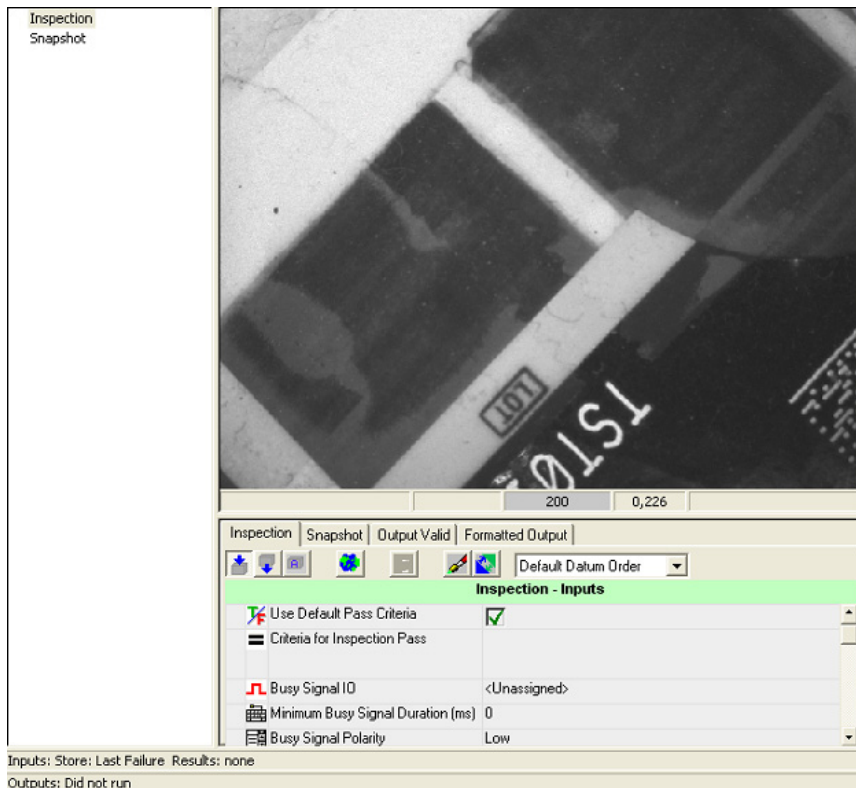 Inspection
Snapshot
LOT
TST0
200
0,226
Inspection
Snapshot
Output Valid
Formatted Output
Default Datum Order
Inspection - Inputs
Use Default Pass Criteria
Criteria for Inspection Pass
Busy Signal IO
<Unassigned>
Minimum Busy Signal Duration (ms)
0
Busy Signal Polarity
Low
Inputs: Store: Last Failure Results: none
Outputs: Did not run